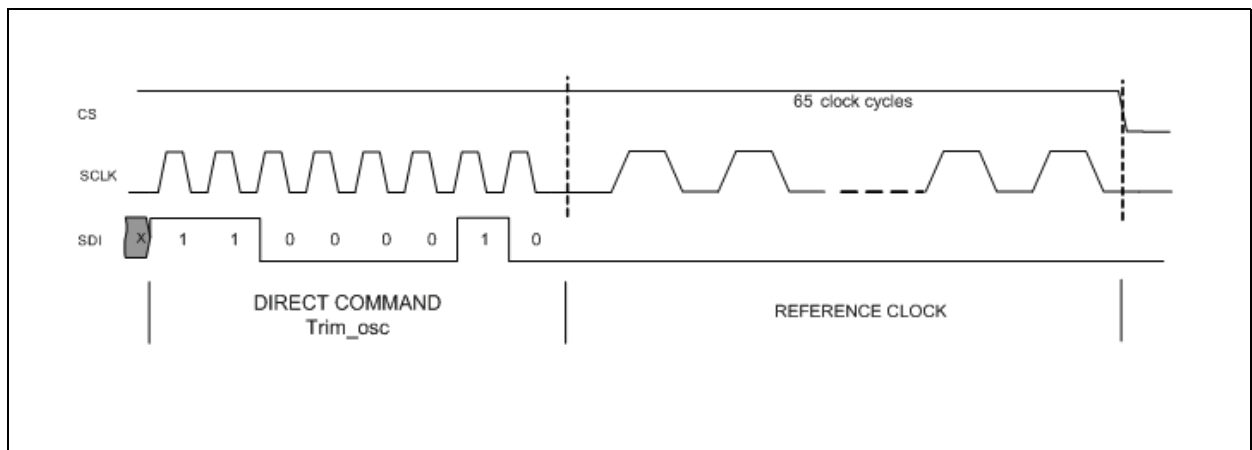 CS
65 clock cycles
SCLK
SDI X 1 1 0 0 0 0 1 0
DIRECT COMMAND
Trim_osc
REFERENCE CLOCK